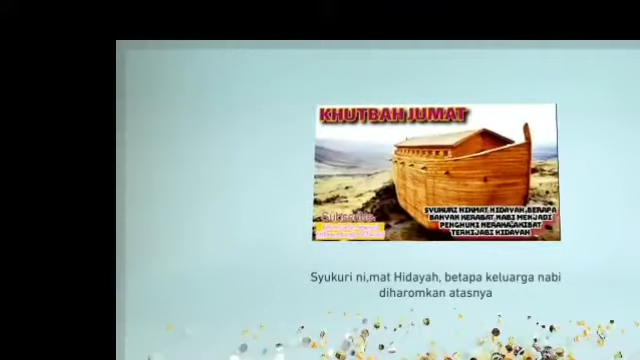 KHUTBAH JUMAT
SYUKURI NIKMAT HIDAYAH, BERAPA
BANYAK KERABAT NABI MENJADI
PENGHUNI NERAKA AKIBAT
TERHIJABI HIDAYAH
Syukuri ni,mat Hidayah, betapa keluarga nabi
diharomkan atasnya